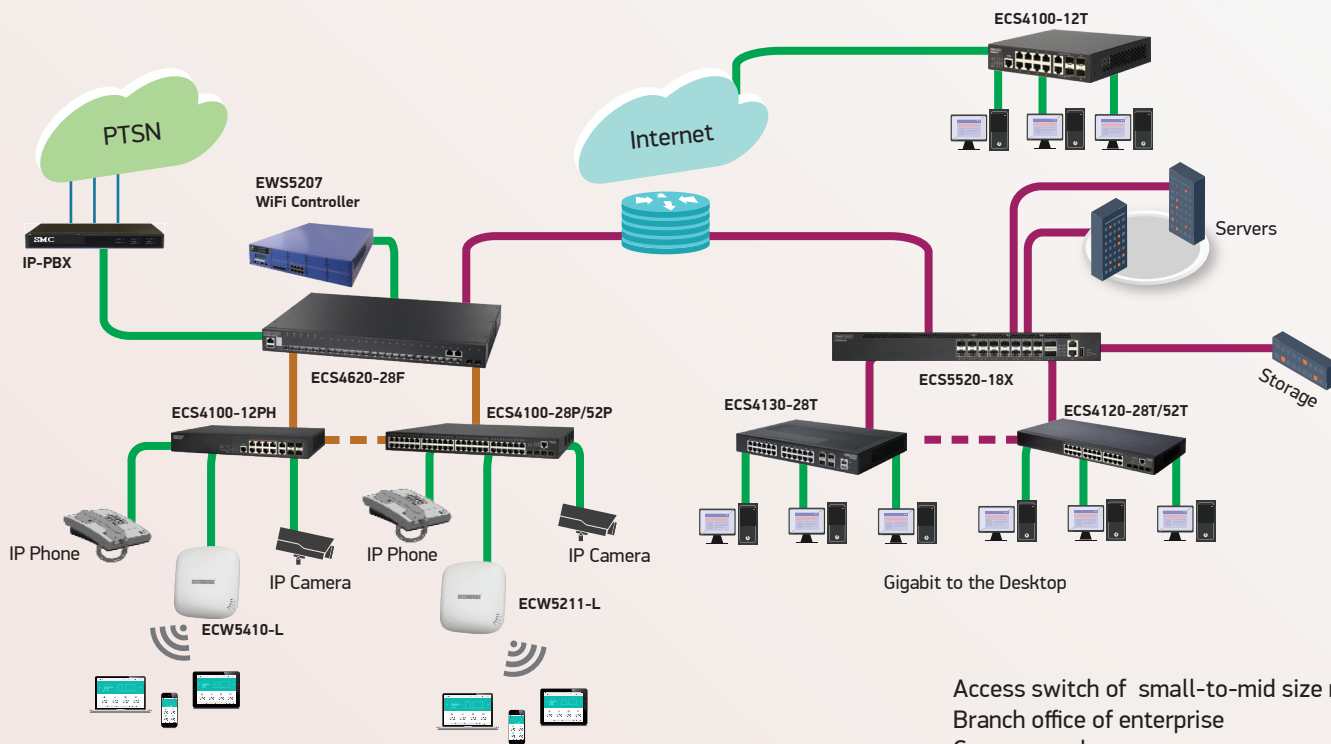 ECS4100-12T
PTSN
Internet
EWS5207
WiFi Controller
SMC
IP-PBX
Servers
ECS4620-28F
ECS5520-18X
Storage
ECS4100-12PH
ECS4100-28P/52P
ECS4130-28T
ECS4120-28T/52T
IP Phone
IP Camera
IP Phone
IP Camera
Gigabit to the Desktop
ECW5410-L
ECW5211-L
Access switch of small-to-mid size
Branch office of enterprise